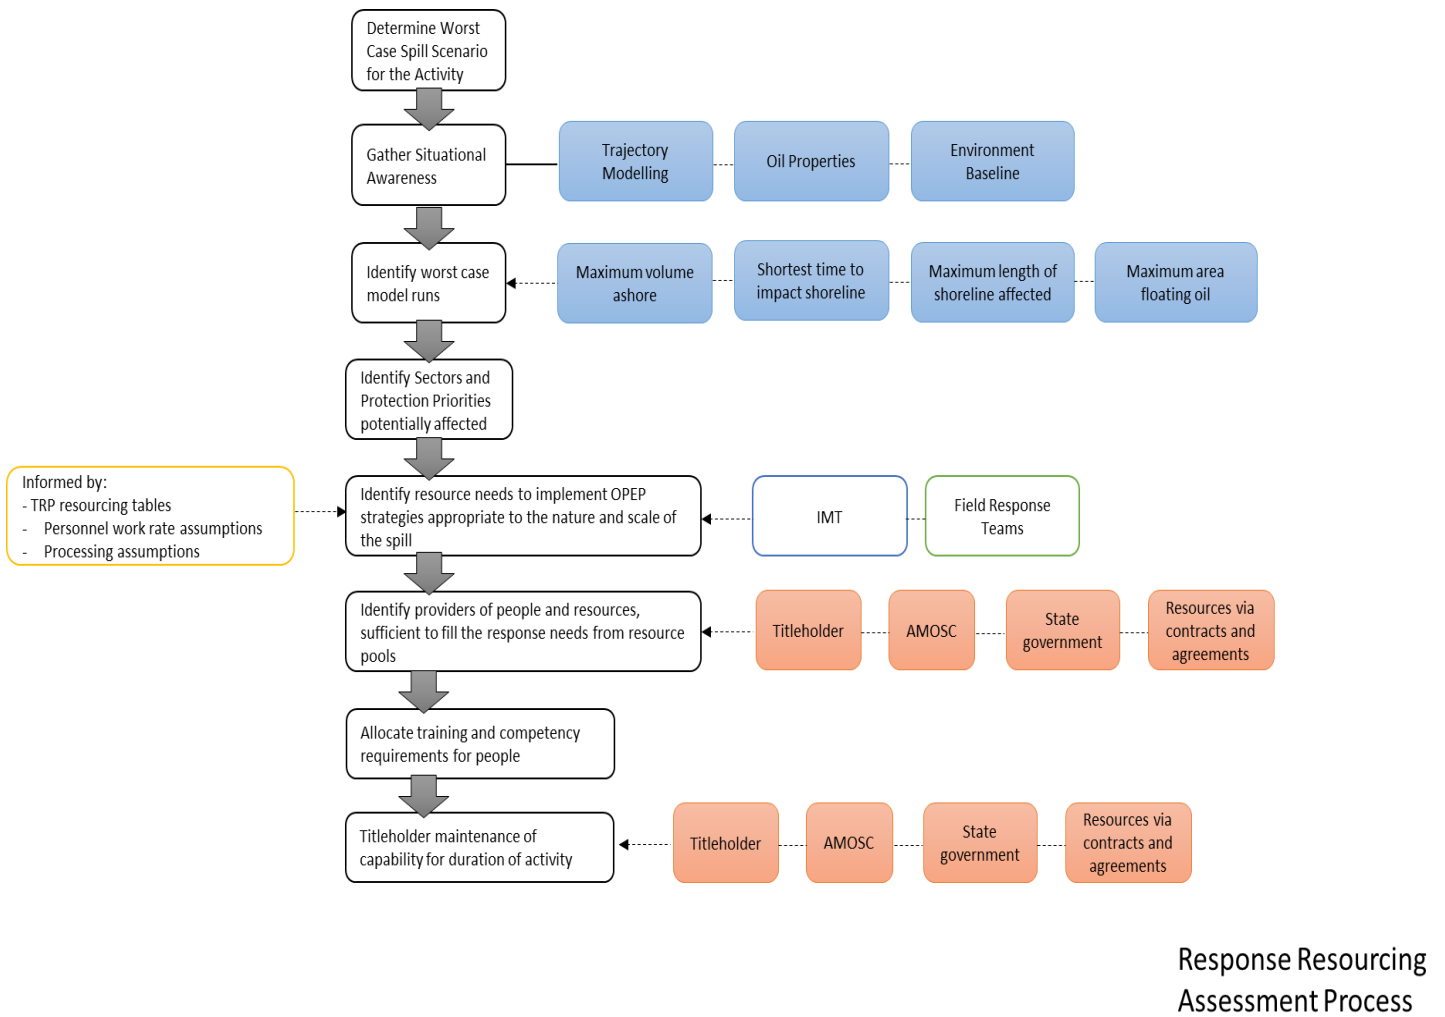 Determine Worst
Case Spill Scenario
for the Activity
Gather Situational
Awareness
Trajectory
Modelling
Oil Properties
Environment
Baseline
Identify worst case
model runs
Maximum volume
ashore
Shortest time to
impact shoreline
Maximum length of
shoreline affected
Maximum area
floating oil
Identify Sectors and
Protection Priorities
potentially affected
Informed by:
- TRP resourcing tables
- Personnel work rate assumptions
- Processing assumptions
Identify resource needs to implement OPEP
strategies appropriate to the nature and scale of
the spill
IMT
Field Response
Teams
Identify providers of people and resources,
sufficient to fill the response needs from resource
pools
Titleholder
AMOSC
State
government
Resources via
contracts and
agreements
Allocate training and competency
requirements for people
Titleholder maintenance of
capability for duration of activity
Titleholder
AMOSC
State
government
Resources via
contracts and
agreements
Response Resourcing
Assessment Process